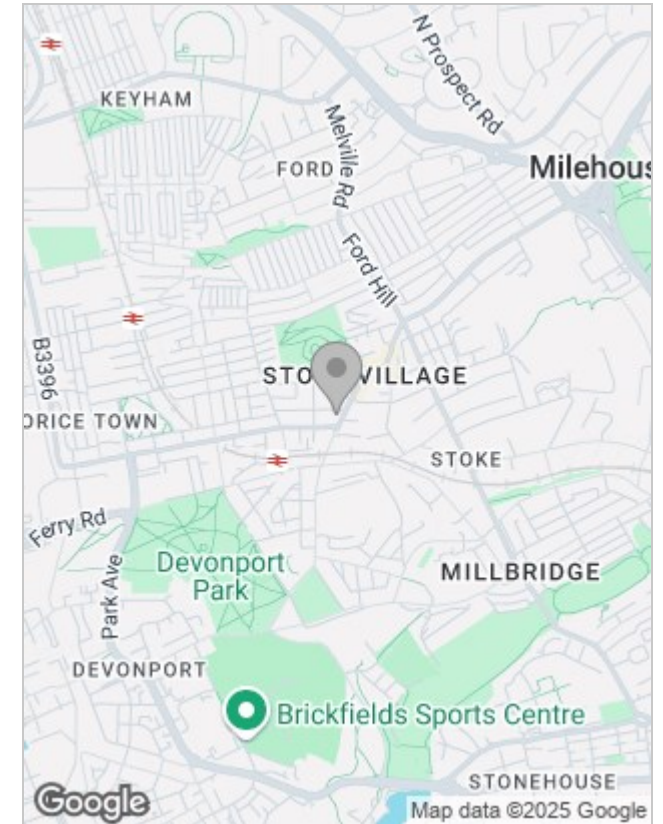 KEYHAM
N Prospect Rd
Melville Rd
FORD
Milehous
Ford Hill
B3396
STO VILLAGE
ORICE TOWN
STOKE
Ferry Rd
Devonport
Park
MILLBRIDGE
Park Ave
DEVONPORT
Brickfields Sports Centre
STONEHOUSE
Google
Map data ©2025 Google